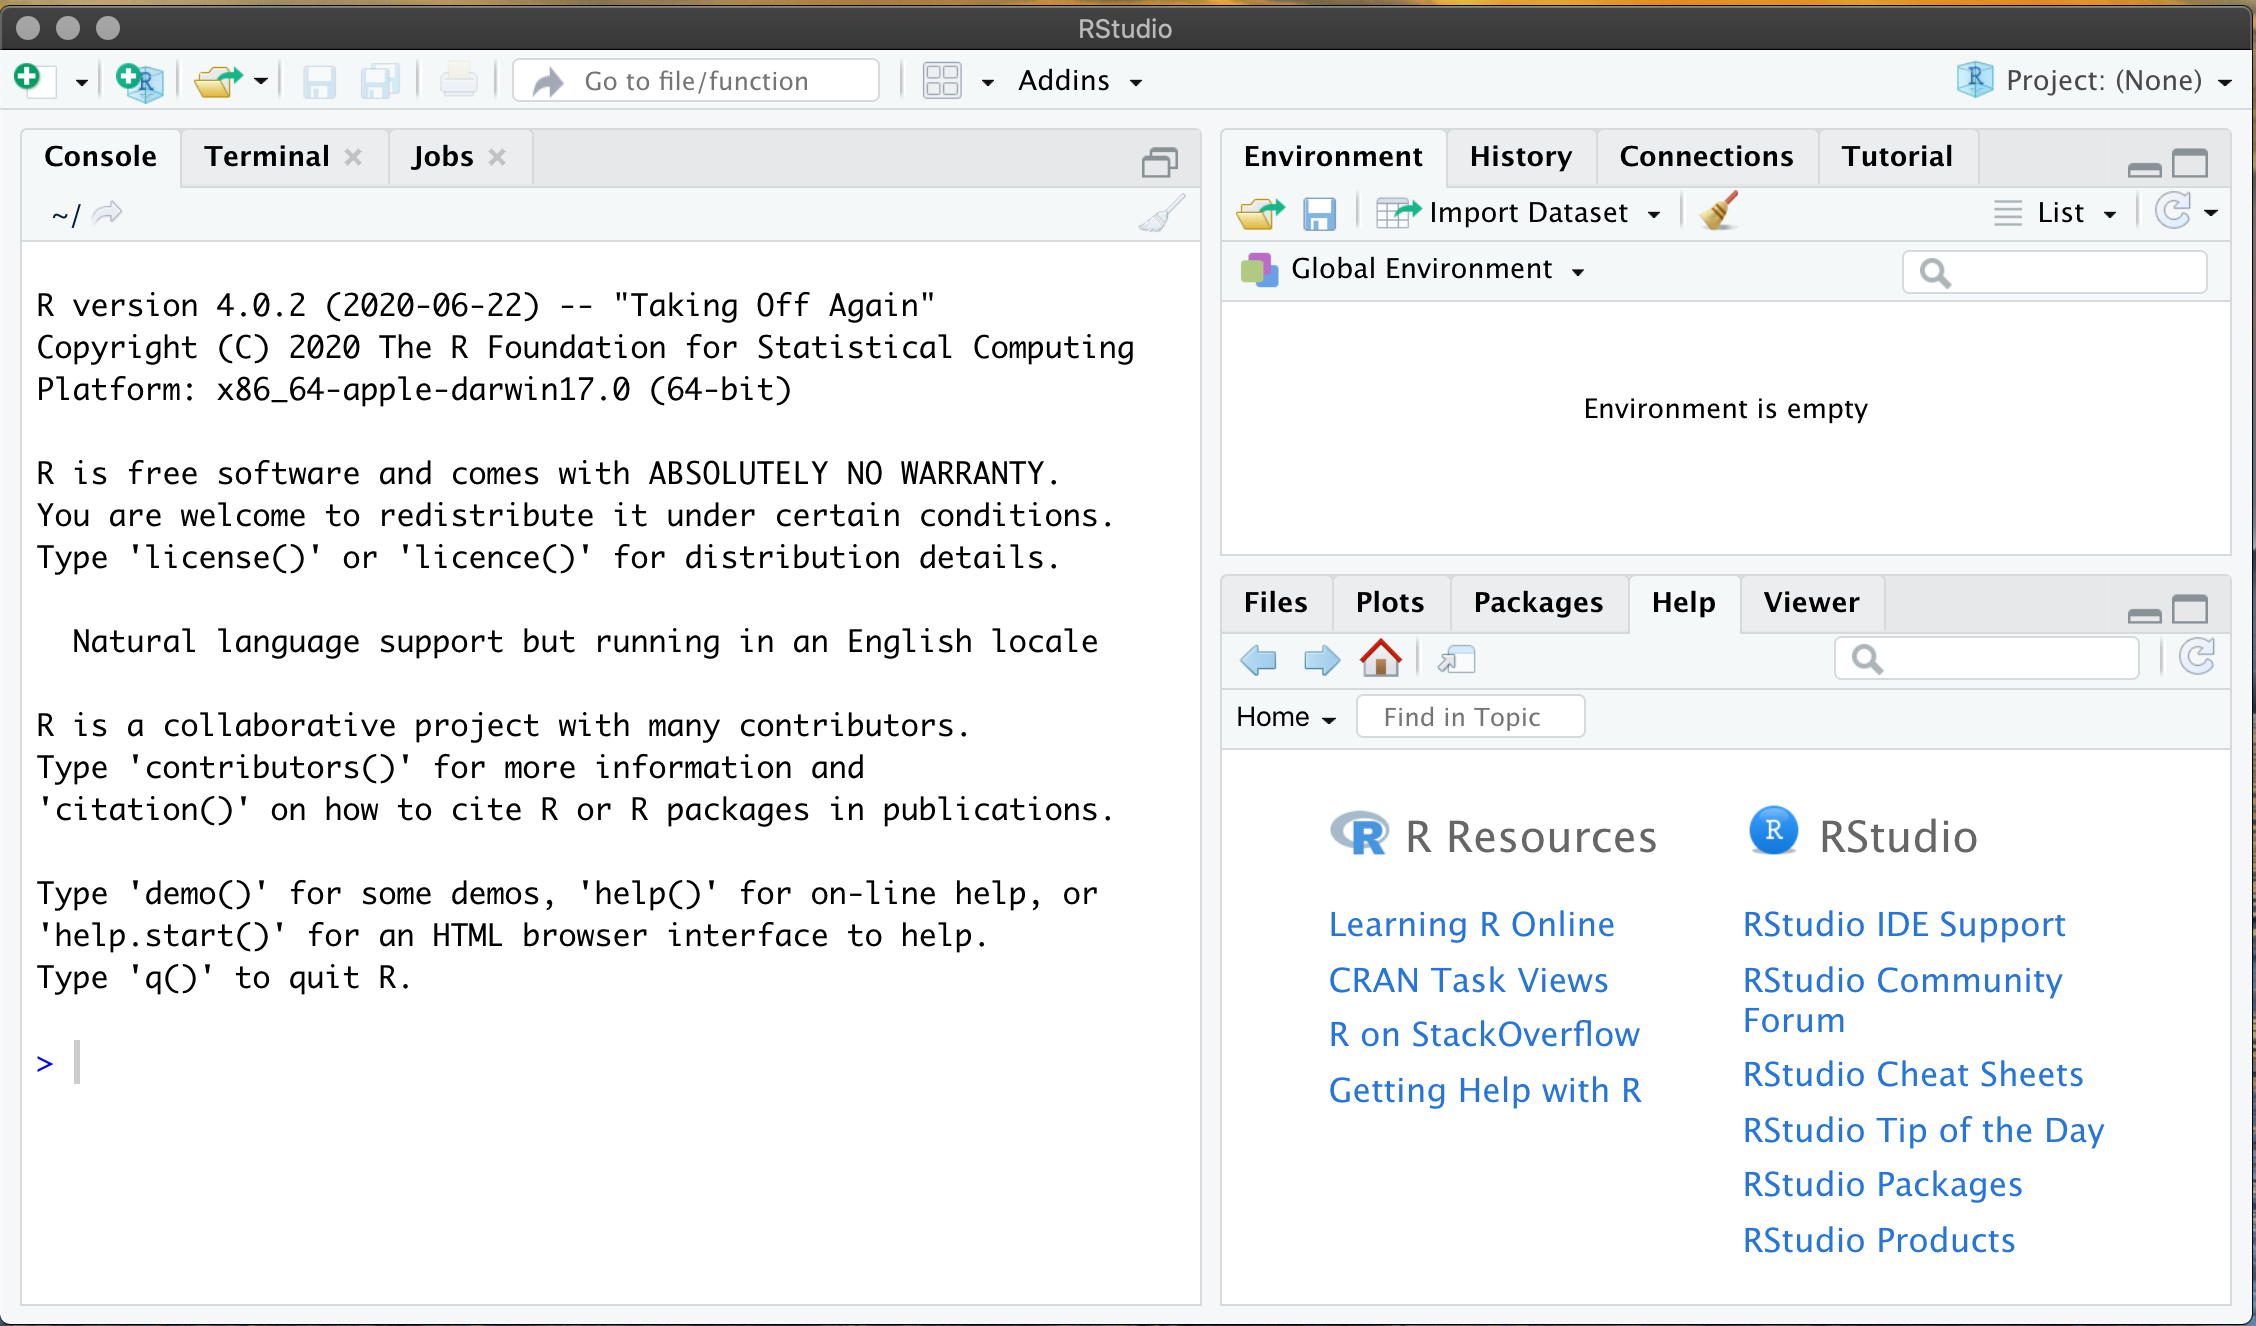 RStudio
Go to file/function
Addins
Project: (None)
Console
Terminal
Jobs
~/
R version 4.0.2 (2020-06-22) -- "Taking Off Again"
Copyright (C) 2020 The R Foundation for Statistical Computing
Platform: x86_64-apple-darwin17.0 (64-bit)
R is free software and comes with ABSOLUTELY NO WARRANTY.
You are welcome to redistribute it under certain conditions.
Type 'license()' or 'licence()' for distribution details.
Natural language support but running in an English locale
R is a collaborative project with many contributors.
Type 'contributors()' for more information and
'citation()' on how to cite R or R packages in publications.
Type 'demo()' for some demos, 'help()' for on-line help, or
'help.start()' for an HTML browser interface to help.
Type 'q()' to quit R.
>
Environment
History
Connections
Tutorial
Import Dataset
List
Global Environment
Environment is empty
Files
Plots
Packages
Help
Viewer
Home
Find in Topic
R Resources
Learning R Online
CRAN Task Views
R on StackOverflow
Getting Help with R
RStudio
RStudio IDE Support
RStudio Community
Forum
RStudio Cheat Sheets
RStudio Tip of the Day
RStudio Packages
RStudio Products